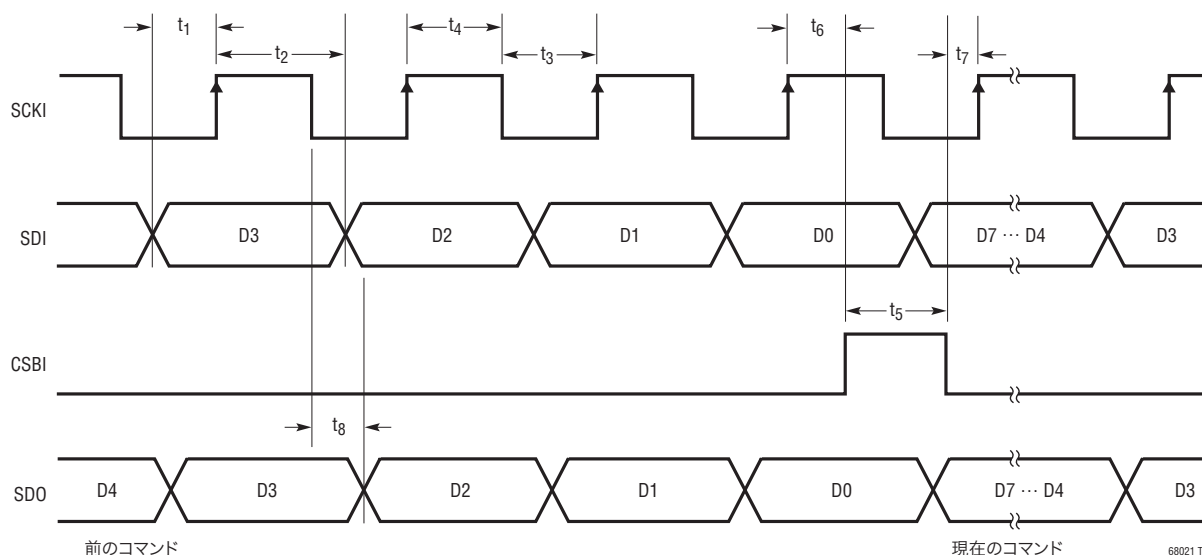 t1
t4
t6
t2
t3
t7
SCKI
SDI
D3
D2
D1
D0
D7 ··· D4
D3
t5
CSBI
t8
SDO
D4
D3
D2
D1
D0
D7 ··· D4
D3
前のコマンド
現在のコマンド
68021